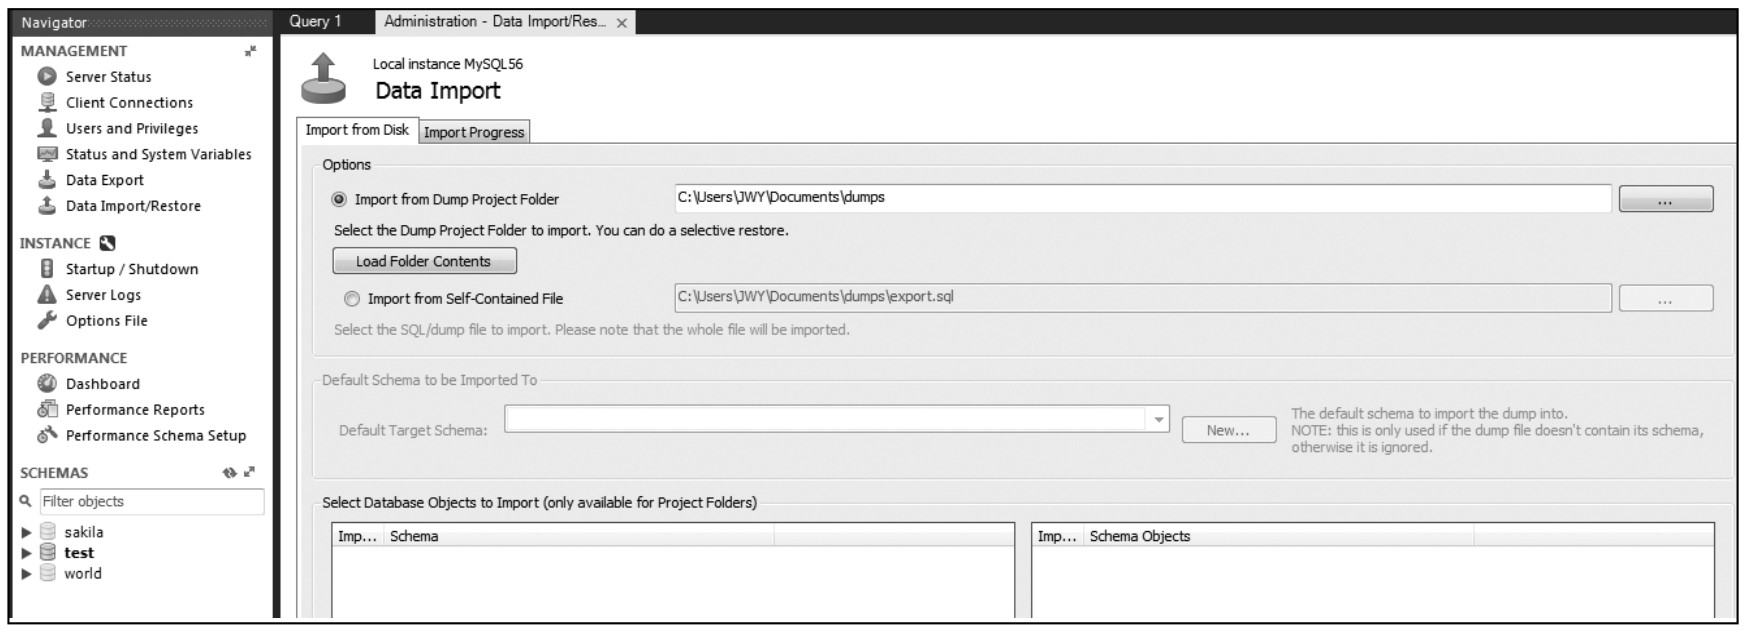 Navigator
MANAGEMENT
Server Status
Client Connections
Users and Privileges
Status and System Variables
Data Export
Data Import/Restore
INSTANCE
Startup / Shutdown
Server Logs
Options File
PERFORMANCE
Dashboard
Performance Reports
Performance Schema Setup
SCHEMAS
Filter objects
sakila
test
world
Query 1
Administration - Data Import/Res... ×
Local instance MySQL56
Data Import
Import from Disk Import Progress
Options
Import from Dump Project Folder C:\Users\JWY\Documents\dumps ...
Select the Dump Project Folder to import. You can do a selective restore.
Load Folder Contents
Import from Self-Contained File C:\Users\JWY\Documents\dumps\export.sql ...
Select the SQL/dump file to import. Please note that the whole file will be imported.
Default Schema to be Imported To
Default Target Schema: New...
The default schema to import the dump into.
NOTE: this is only used if the dump file doesn't contain its schema,
otherwise it is ignored.
Select Database Objects to Import (only available for Project Folders)
Imp... Schema
Imp... Schema Objects